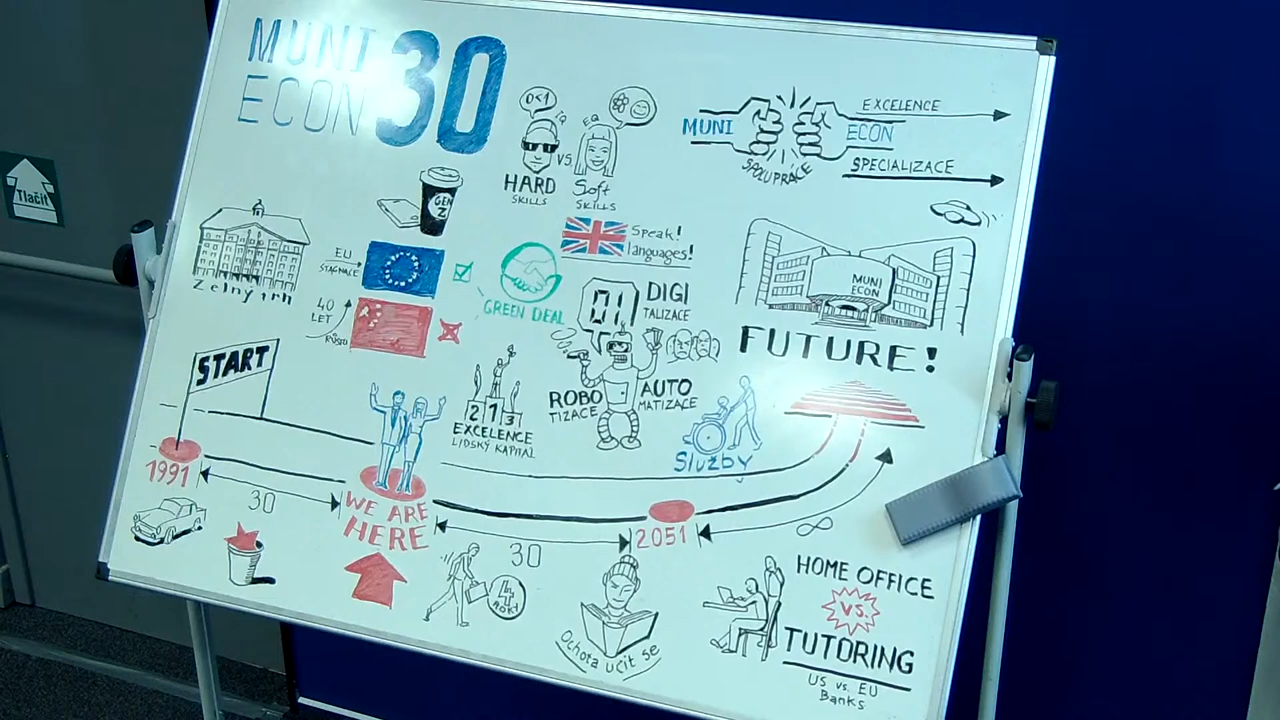 MUNI
ECON
30
Tlačit
0<1
IQ
EQ
VS.
HARD
SKILLS
Soft
SKILLS
MUNI
ECON
SPOLUPRÁCE
EXCELENCE
SPECIALIZACE
GEN
Z
Zelný trh
EU
STAGNACE
40
LET
Speak!
languages!
GREEN DEAL
01
DIGI
TALIZACE
ROBO
TIZACE
AUTO
MATIZACE
MUNI
ECON
FUTURE!
START
2 1 3
EXCELENCE
LIDSKÝ KAPITÁL
Služby
1991
30
WE ARE
HERE
30
2051
∞
4
ROKY
Ochota učit se
HOME OFFICE
VS.
TUTORING
US vs. EU
Banks